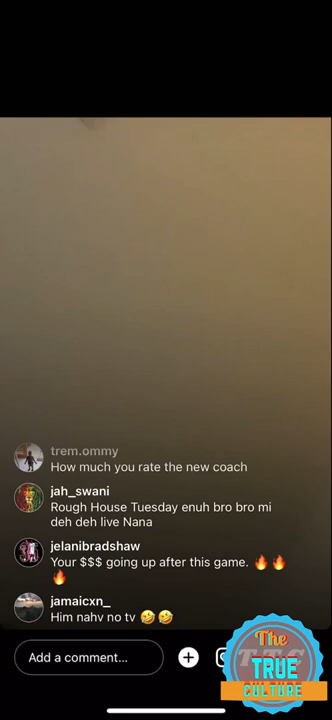 trem.ommy
How much you rate the new coach
jah_swani
Rough House Tuesday enuh bro bro mi
deh deh live Nana
jelanibradshaw
Your $$$ going up after this game. 🔥🔥
🔥
jamaicxn_
Him nahv no tv 🤣🤣
Add a comment...
The
TRUE
CULTURE